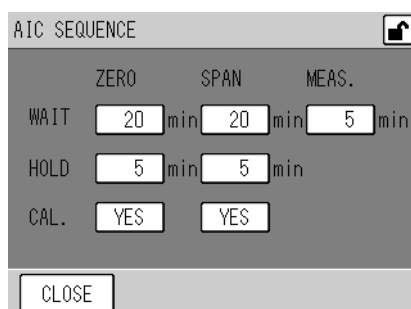 AIC SEQUENCE
ZERO SPAN MEAS.
WAIT 20 min 20 min 5 min
HOLD 5 min 5 min
CAL. YES YES
CLOSE